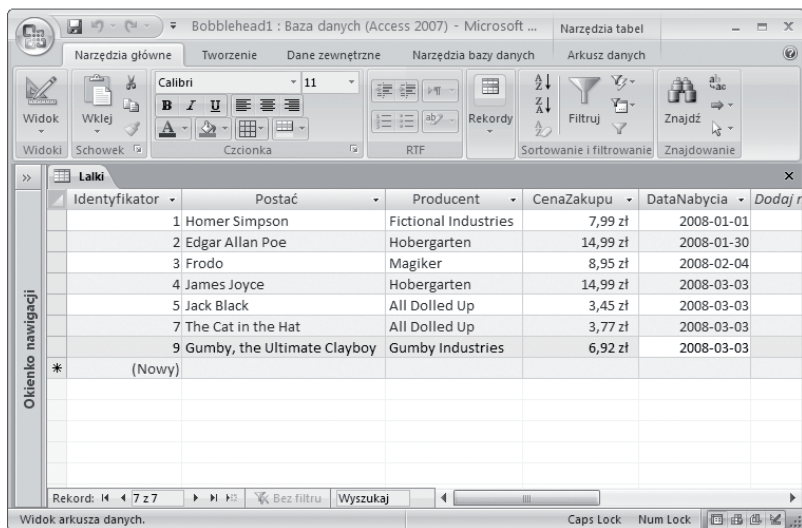 Bobblehead1 : Baza danych (Access 2007) - Microsoft ... Narzędzia tabel
Narzędzia główne Tworzenie Dane zewnętrzne Narzędzia bazy danych Arkusz danych
Widok
Wklej
Calibri 11
B I U
A
Rekordy
Filtruj
Znajdź
Widoki Schowek Czcionka RTF Sortowanie i filtrowanie Znajdowanie
Lalki
Identyfikator Postać Producent CenaZakupu DataNabycia Dodaj n
1 Homer Simpson Fictional Industries 7,99 zł 2008-01-01
2 Edgar Allan Poe Hobergarten 14,99 zł 2008-01-30
3 Frodo Magiker 8,95 zł 2008-02-04
4 James Joyce Hobergarten 14,99 zł 2008-03-03
5 Jack Black All Dolled Up 3,45 zł 2008-03-03
7 The Cat in the Hat All Dolled Up 3,77 zł 2008-03-03
9 Gumby, the Ultimate Clayboy Gumby Industries 6,92 zł 2008-03-03
(Nowy)
Okienko nawigacji
Rekord: 7 z 7 Bez filtru Wyszukaj
Widok arkusza danych. Caps Lock Num Lock